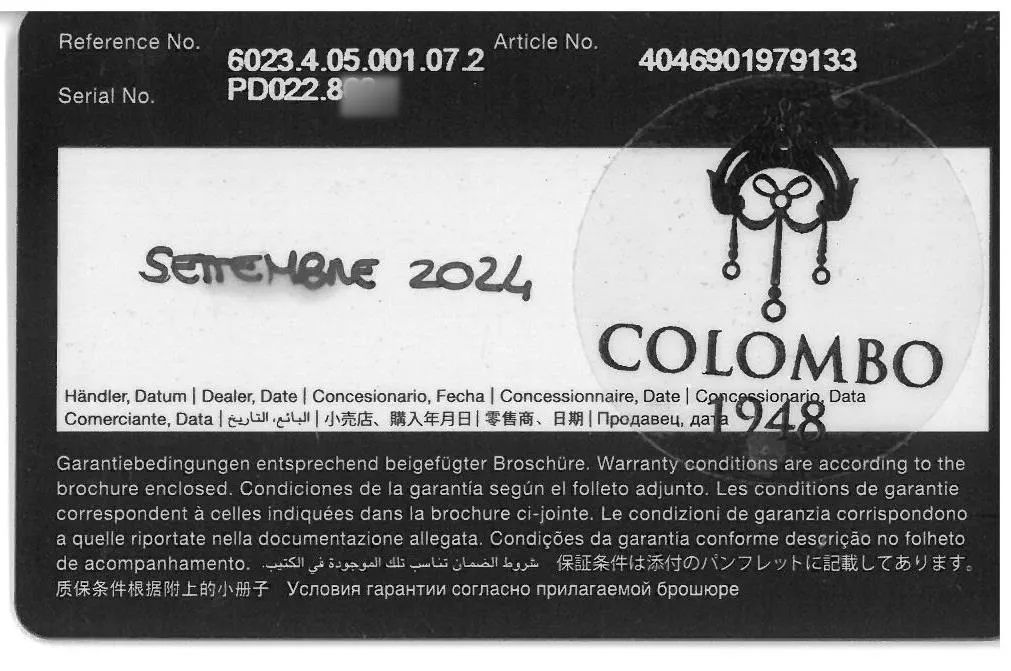 Reference No. 6023.4.05.001.07.2 Article No. 4046901979133
Serial No. PD022.8
SETTEMBRE 2024
COLOMBO
1948
Händler, Datum | Dealer, Date | Concesionario, Fecha | Concessionnaire, Date | Concessionario, Data
Comerciante, Data | البائع، التاريخ | 小売店、購入年月日 | 零售商、日期 | Продавец, дата
Garantiebedingungen entsprechend beigefügter Broschüre. Warranty conditions are according to the
brochure enclosed. Condiciones de la garantía según el folleto adjunto. Les conditions de garantie
correspondent à celles indiquées dans la brochure ci-jointe. Le condizioni di garanzia corrispondono
a quelle riportate nella documentazione allegata. Condições da garantia conforme descrição no folheto
de acompanhamento. شروط الضمان تناسب تلك الموجودة في الكتيب. 保証条件は添付のパンフレットに記載してあります。
质保条件根据附上的小册子 Условия гарантии согласно прилагаемой брошюре